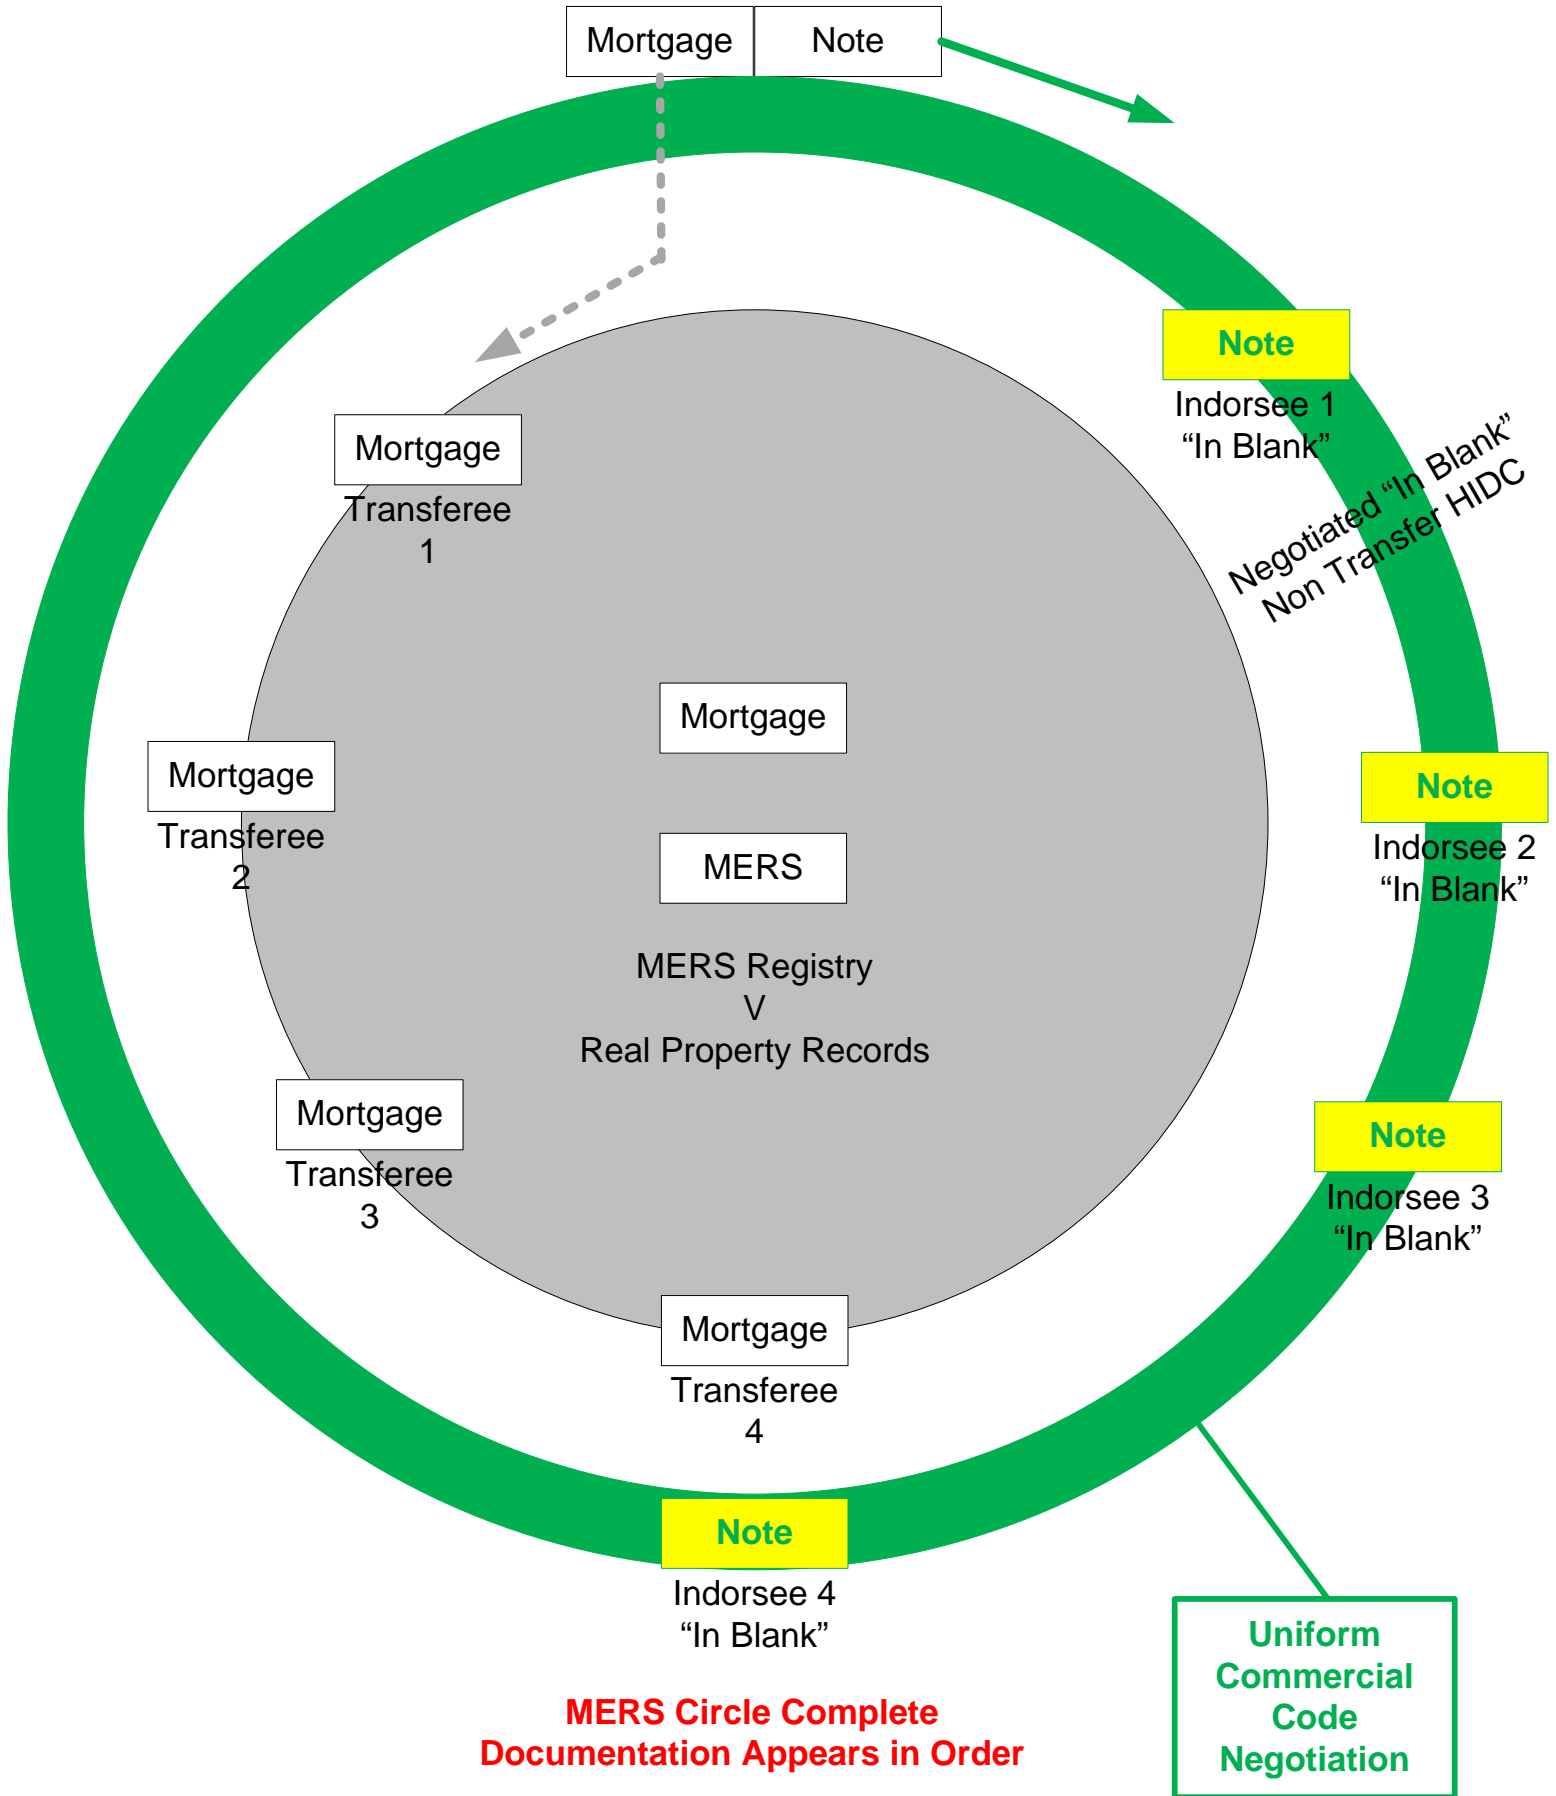 Mortgage
Note
Note
Indorsee 1
“In Blank”
Negotiated “In Blank”
Non Transfer HIDC
Mortgage
Transferee
1
Mortgage
Mortgage
Transferee
2
Note
Indorsee 2
“In Blank”
MERS
MERS Registry
V
Real Property Records
Mortgage
Transferee
3
Note
Indorsee 3
“In Blank”
Mortgage
Transferee
4
Note
Indorsee 4
“In Blank”
Uniform
Commercial
Code
Negotiation
MERS Circle Complete
Documentation Appears in Order